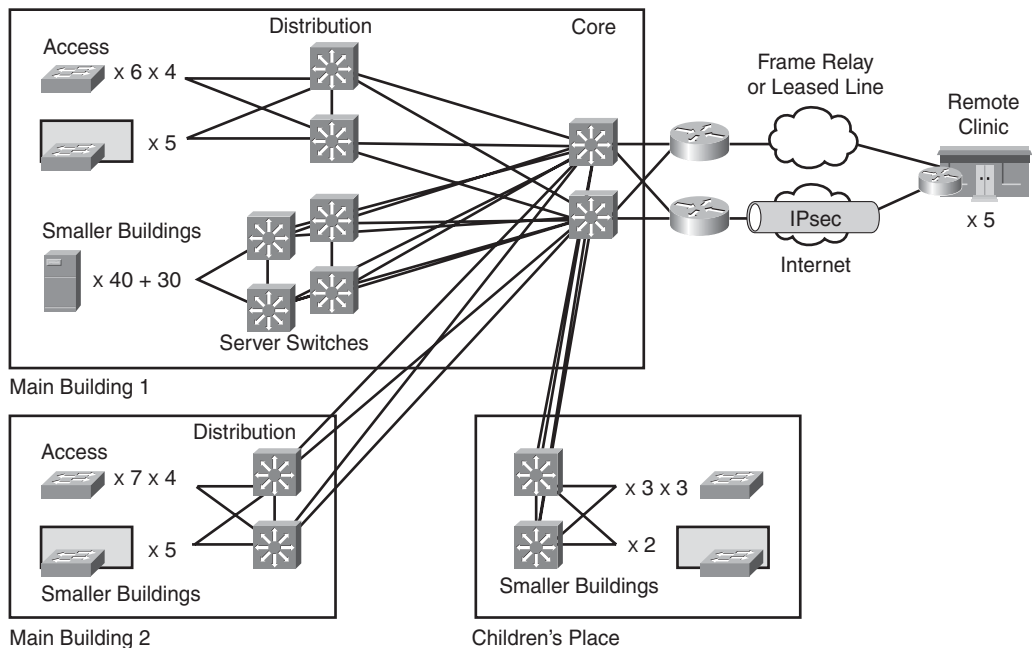 Distribution
Core
Access
x 6 x 4
x 5
Smaller Buildings
x 40 + 30
Server Switches
Main Building 1
Frame Relay
or Leased Line
Remote
Clinic
x 5
IPsec
Internet
Distribution
Access
x 7 x 4
x 5
Smaller Buildings
Main Building 2
x 3 x 3
x 2
Smaller Buildings
Children's Place